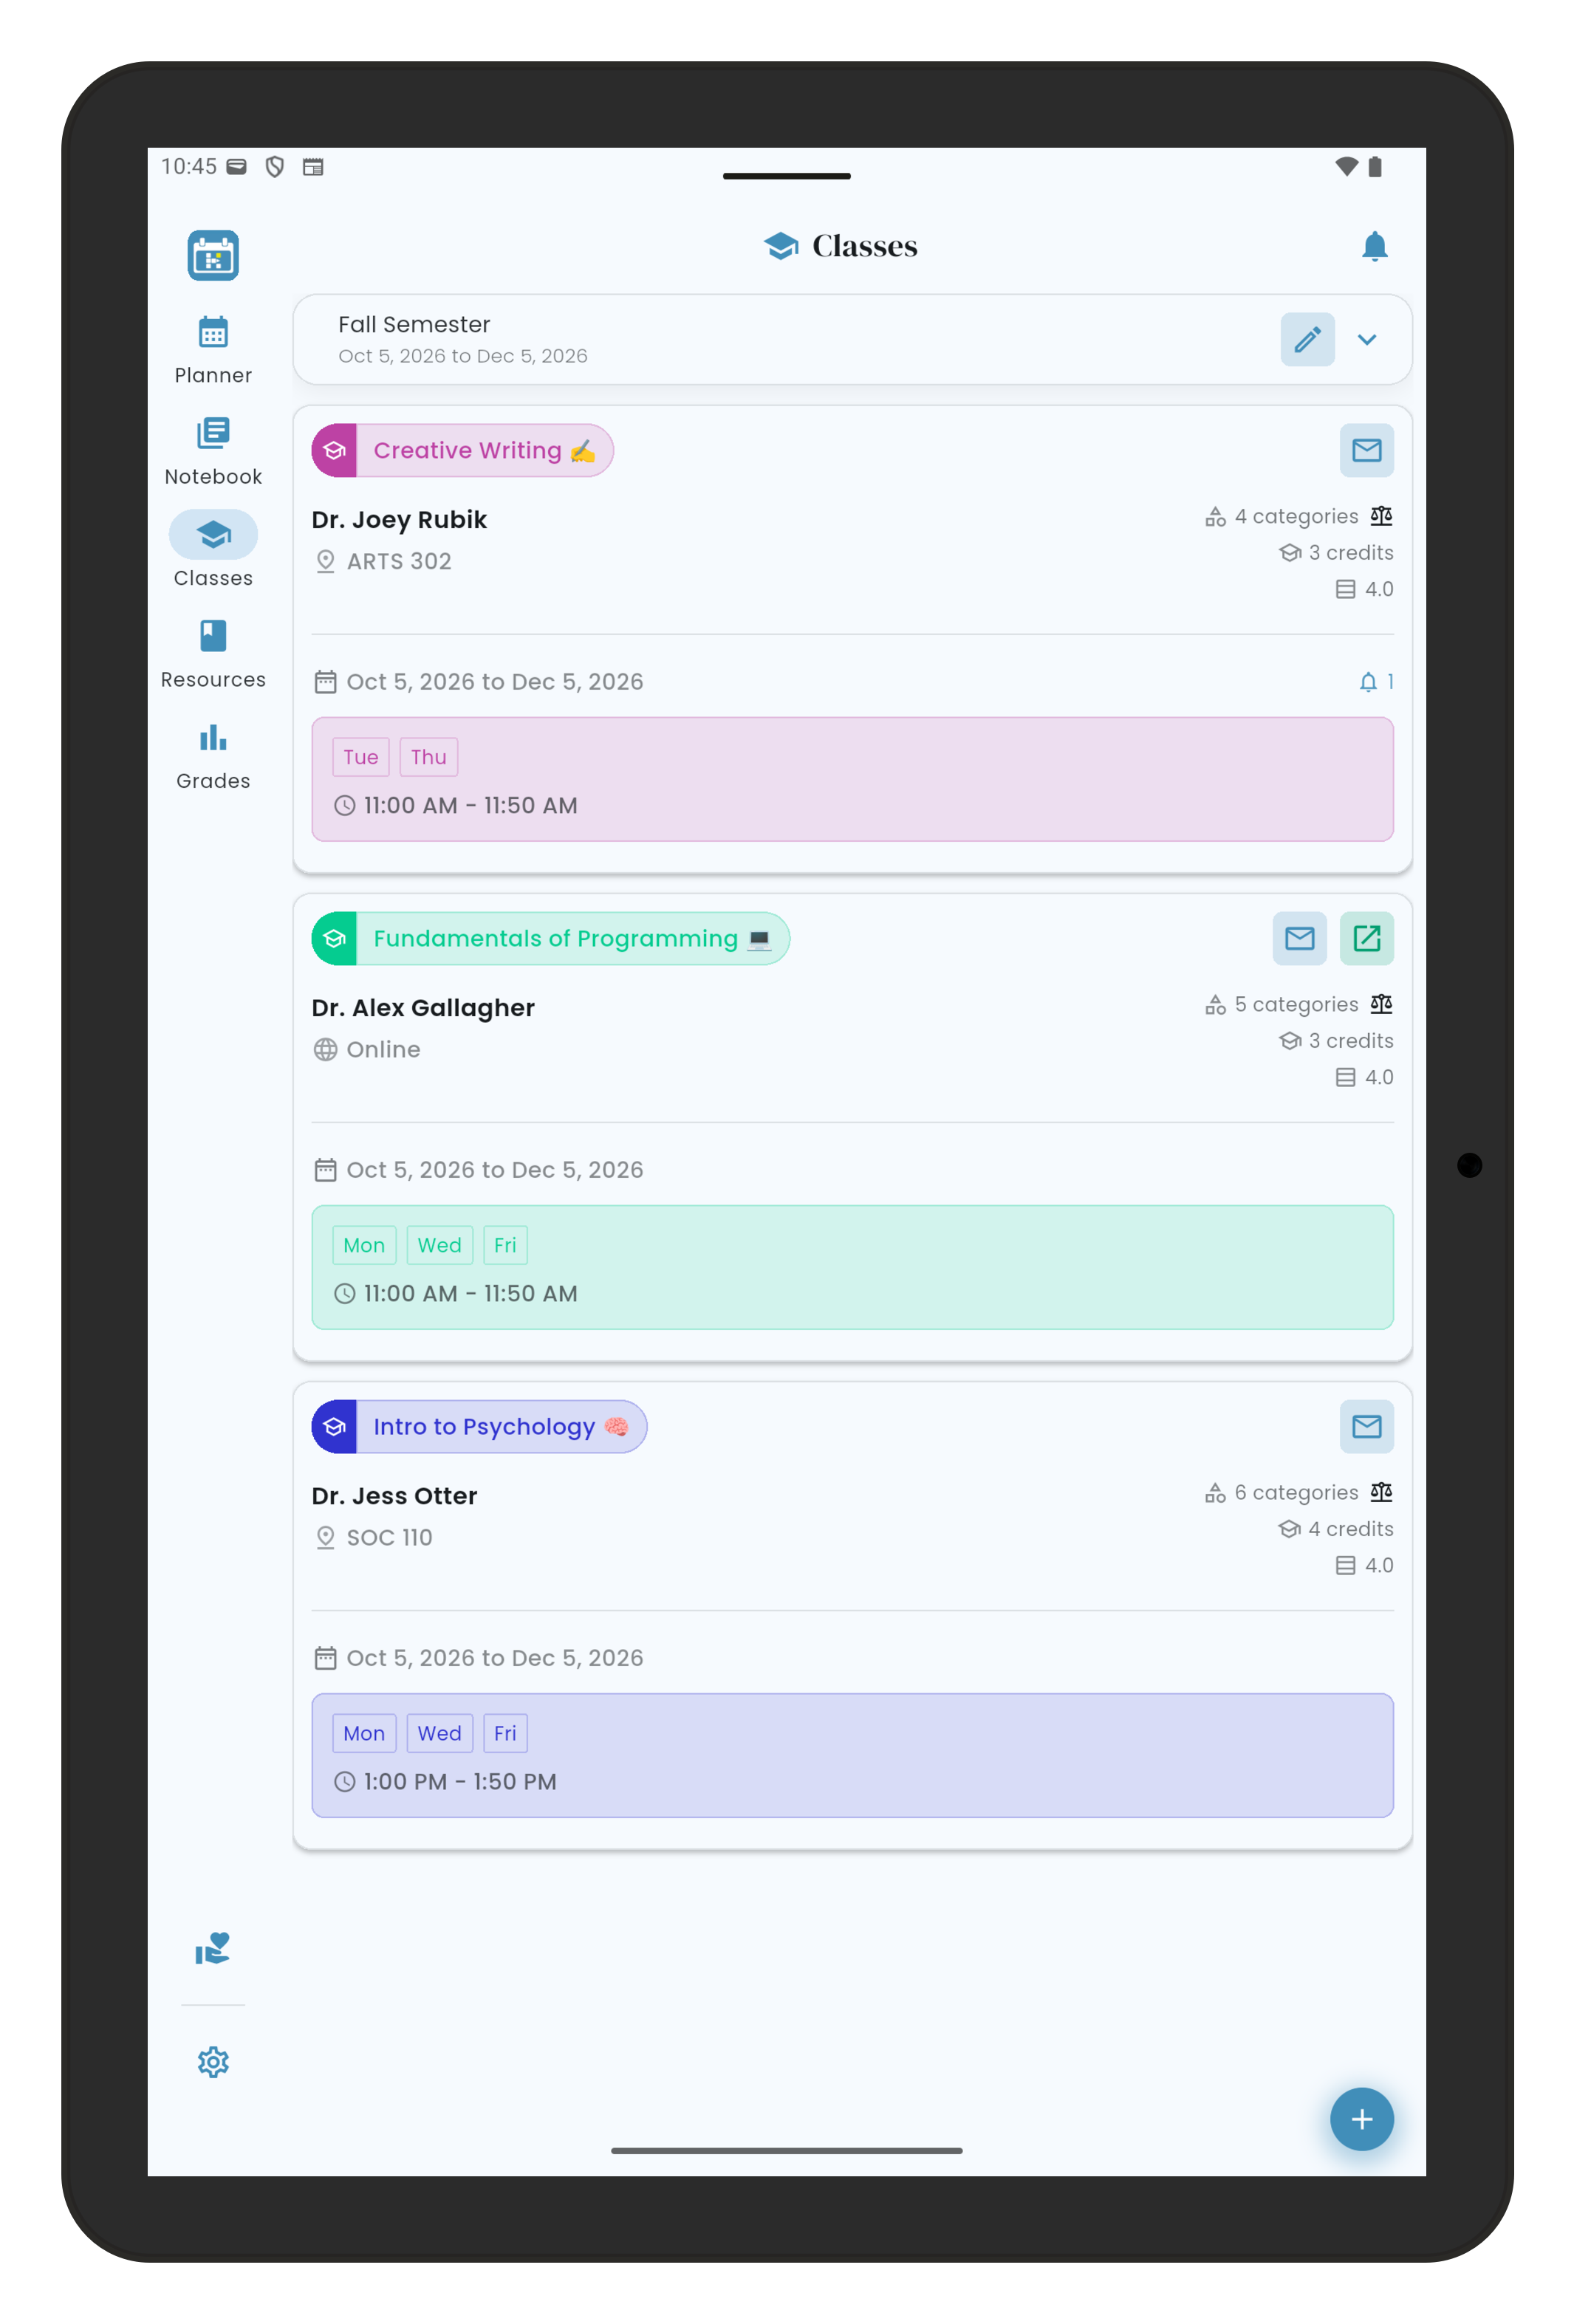 10:45
Classes
Planner
Notebook
Classes
Resources
Grades
Fall Semester
Oct 5, 2026 to Dec 5, 2026
Creative Writing ✍️
Dr. Joey Rubik
4 categories
ARTS 302
3 credits
4.0
Oct 5, 2026 to Dec 5, 2026
1
Tue Thu
11:00 AM - 11:50 AM
Fundamentals of Programming 💻
Dr. Alex Gallagher
5 categories
Online
3 credits
4.0
Oct 5, 2026 to Dec 5, 2026
Mon Wed Fri
11:00 AM - 11:50 AM
Intro to Psychology 🧠
Dr. Jess Otter
6 categories
SOC 110
4 credits
4.0
Oct 5, 2026 to Dec 5, 2026
Mon Wed Fri
1:00 PM - 1:50 PM